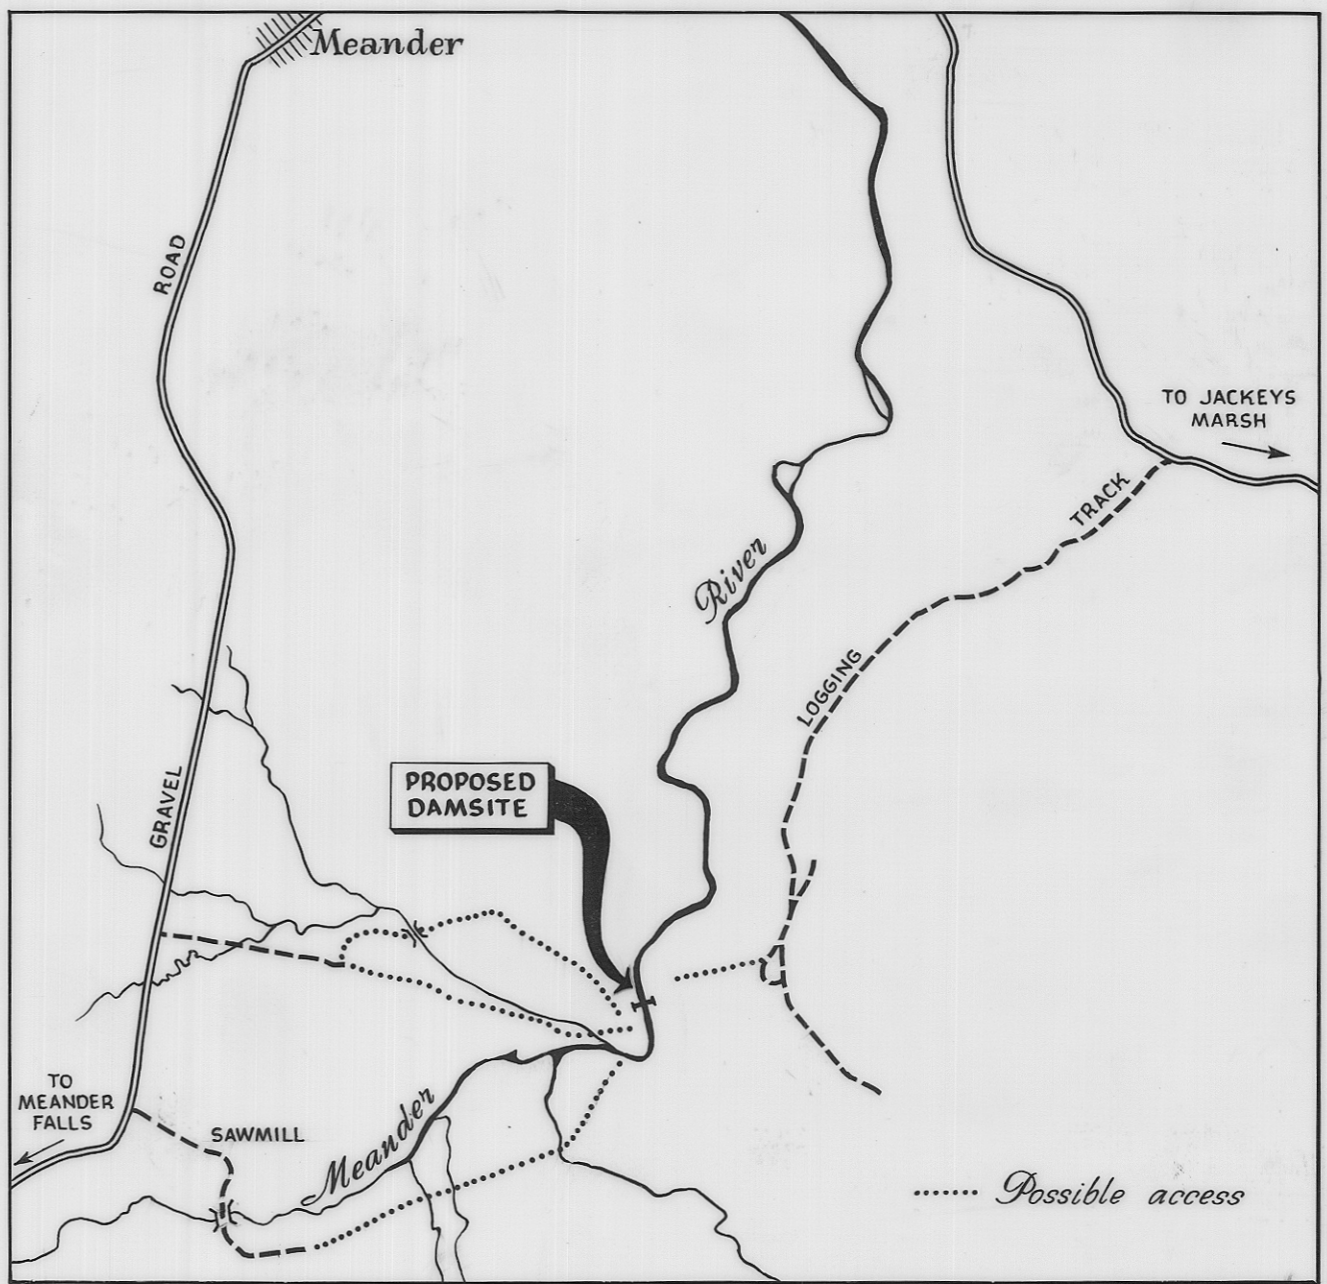 Meander
ROAD
TO JACKEYS
MARSH
TRACK
River
LOGGING
PROPOSED
DAMSITE
GRAVEL
TO
MEANDER
FALLS
SAWMILL
Meander
Possible access